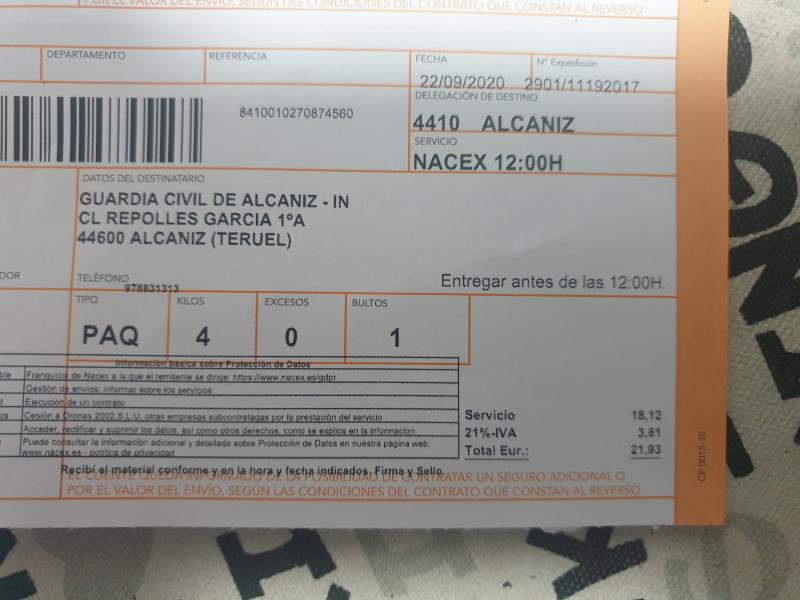 POR EL VALOR DEL ENVÍO, SEGÚN LAS CONDICIONES DEL CONTRATO QUE CONSTAN AL REVERSO
DEPARTAMENTO
REFERENCIA
FECHA
Nº Expedición
22/09/2020 2901/11192017
8410010270874560
DELEGACIÓN DE DESTINO
4410 ALCANIZ
SERVICIO
NACEX 12:00H
DATOS DEL DESTINATARIO
GUARDIA CIVIL DE ALCANIZ - IN
CL REPOLLES GARCIA 1ºA
44600 ALCANIZ (TERUEL)
DOR
TELÉFONO
978831313
Entregar antes de las 12:00H.
TIPO KILOS EXCESOS BULTOS
PAQ 4 0 1
Información básica sobre Protección de Datos
ble Franquicia de Nacex a la que el remitente se dirige: https://www.nacex.es/gdpr
Gestión de envíos: informar sobre los servicios
d Ejecución de un contrato
os Cesión a Dronas 2002 S.L.U, otras empresas subcontratadas por la prestación del servicio
Acceder, rectificar y suprimir los datos, así como otros derechos, como se explica en la información
Puede consultar la información adicional y detallada sobre Protección de Datos en nuestra página web:
www.nacex.es - política de privacidad
Servicio 18,12
21%-IVA 3,81
Total Eur.: 21,93
Recibí el material conforme y en la hora y fecha indicados. Firma y Sello.
EL CLIENTE QUEDA INFORMADO DE LA POSIBILIDAD DE CONTRATAR UN SEGURO ADICIONAL O
POR EL VALOR DEL ENVÍO, SEGÚN LAS CONDICIONES DEL CONTRATO QUE CONSTAN AL REVERSO
CP 0015-10